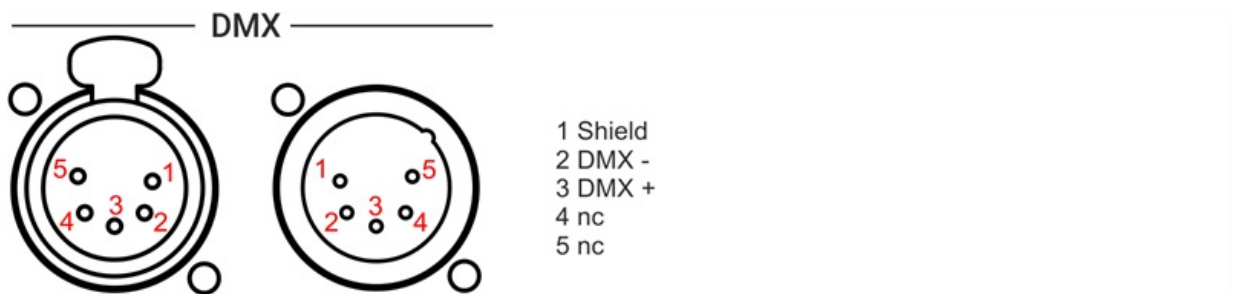 DMX
5 1
4 3 2
1 5
2 3 4
1 Shield
2 DMX -
3 DMX +
4 nc
5 nc